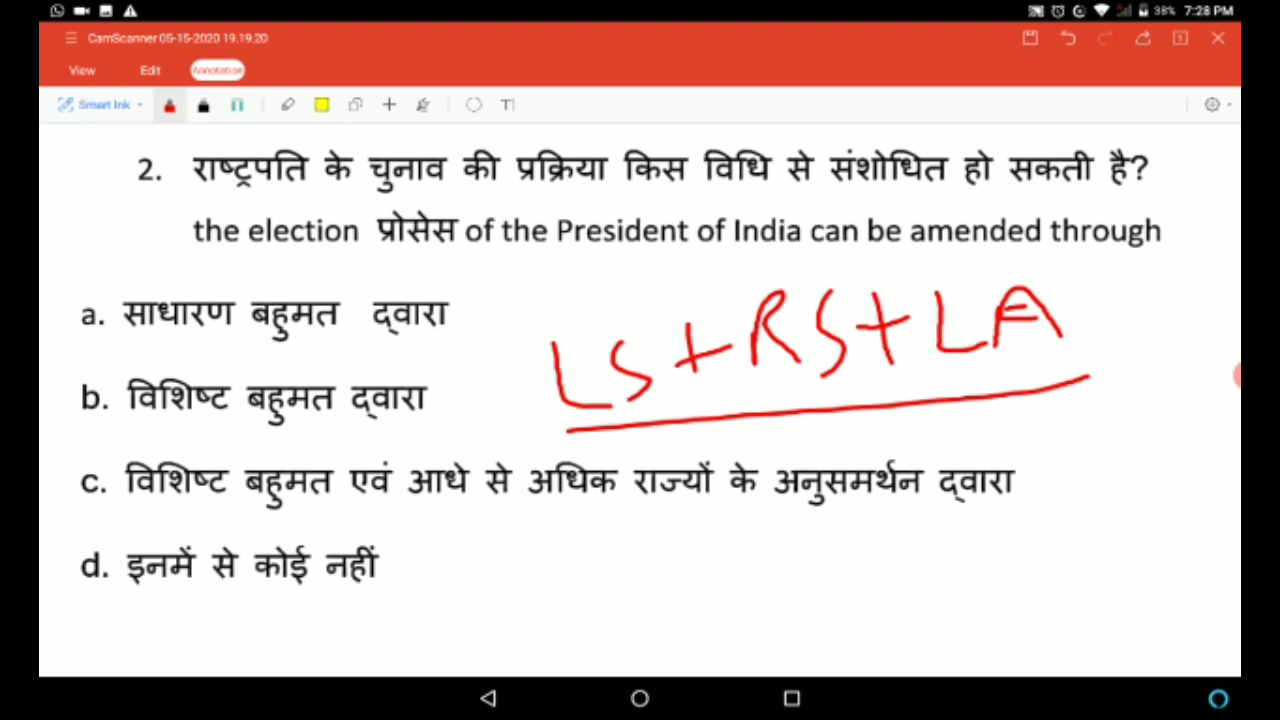 38% 7:28 PM
CamScanner 05-15-2020 19.19.20
View Edit Annotation
Smart Ink T
2. राष्ट्रपति के चुनाव की प्रक्रिया किस विधि से संशोधित हो सकती है?
the election प्रोसेस of the President of India can be amended through
a. साधारण बहुमत द्वारा
LS+RS+LA
b. विशिष्ट बहुमत द्वारा
c. विशिष्ट बहुमत एवं आधे से अधिक राज्यों के अनुसमर्थन द्वारा
d. इनमें से कोई नहीं